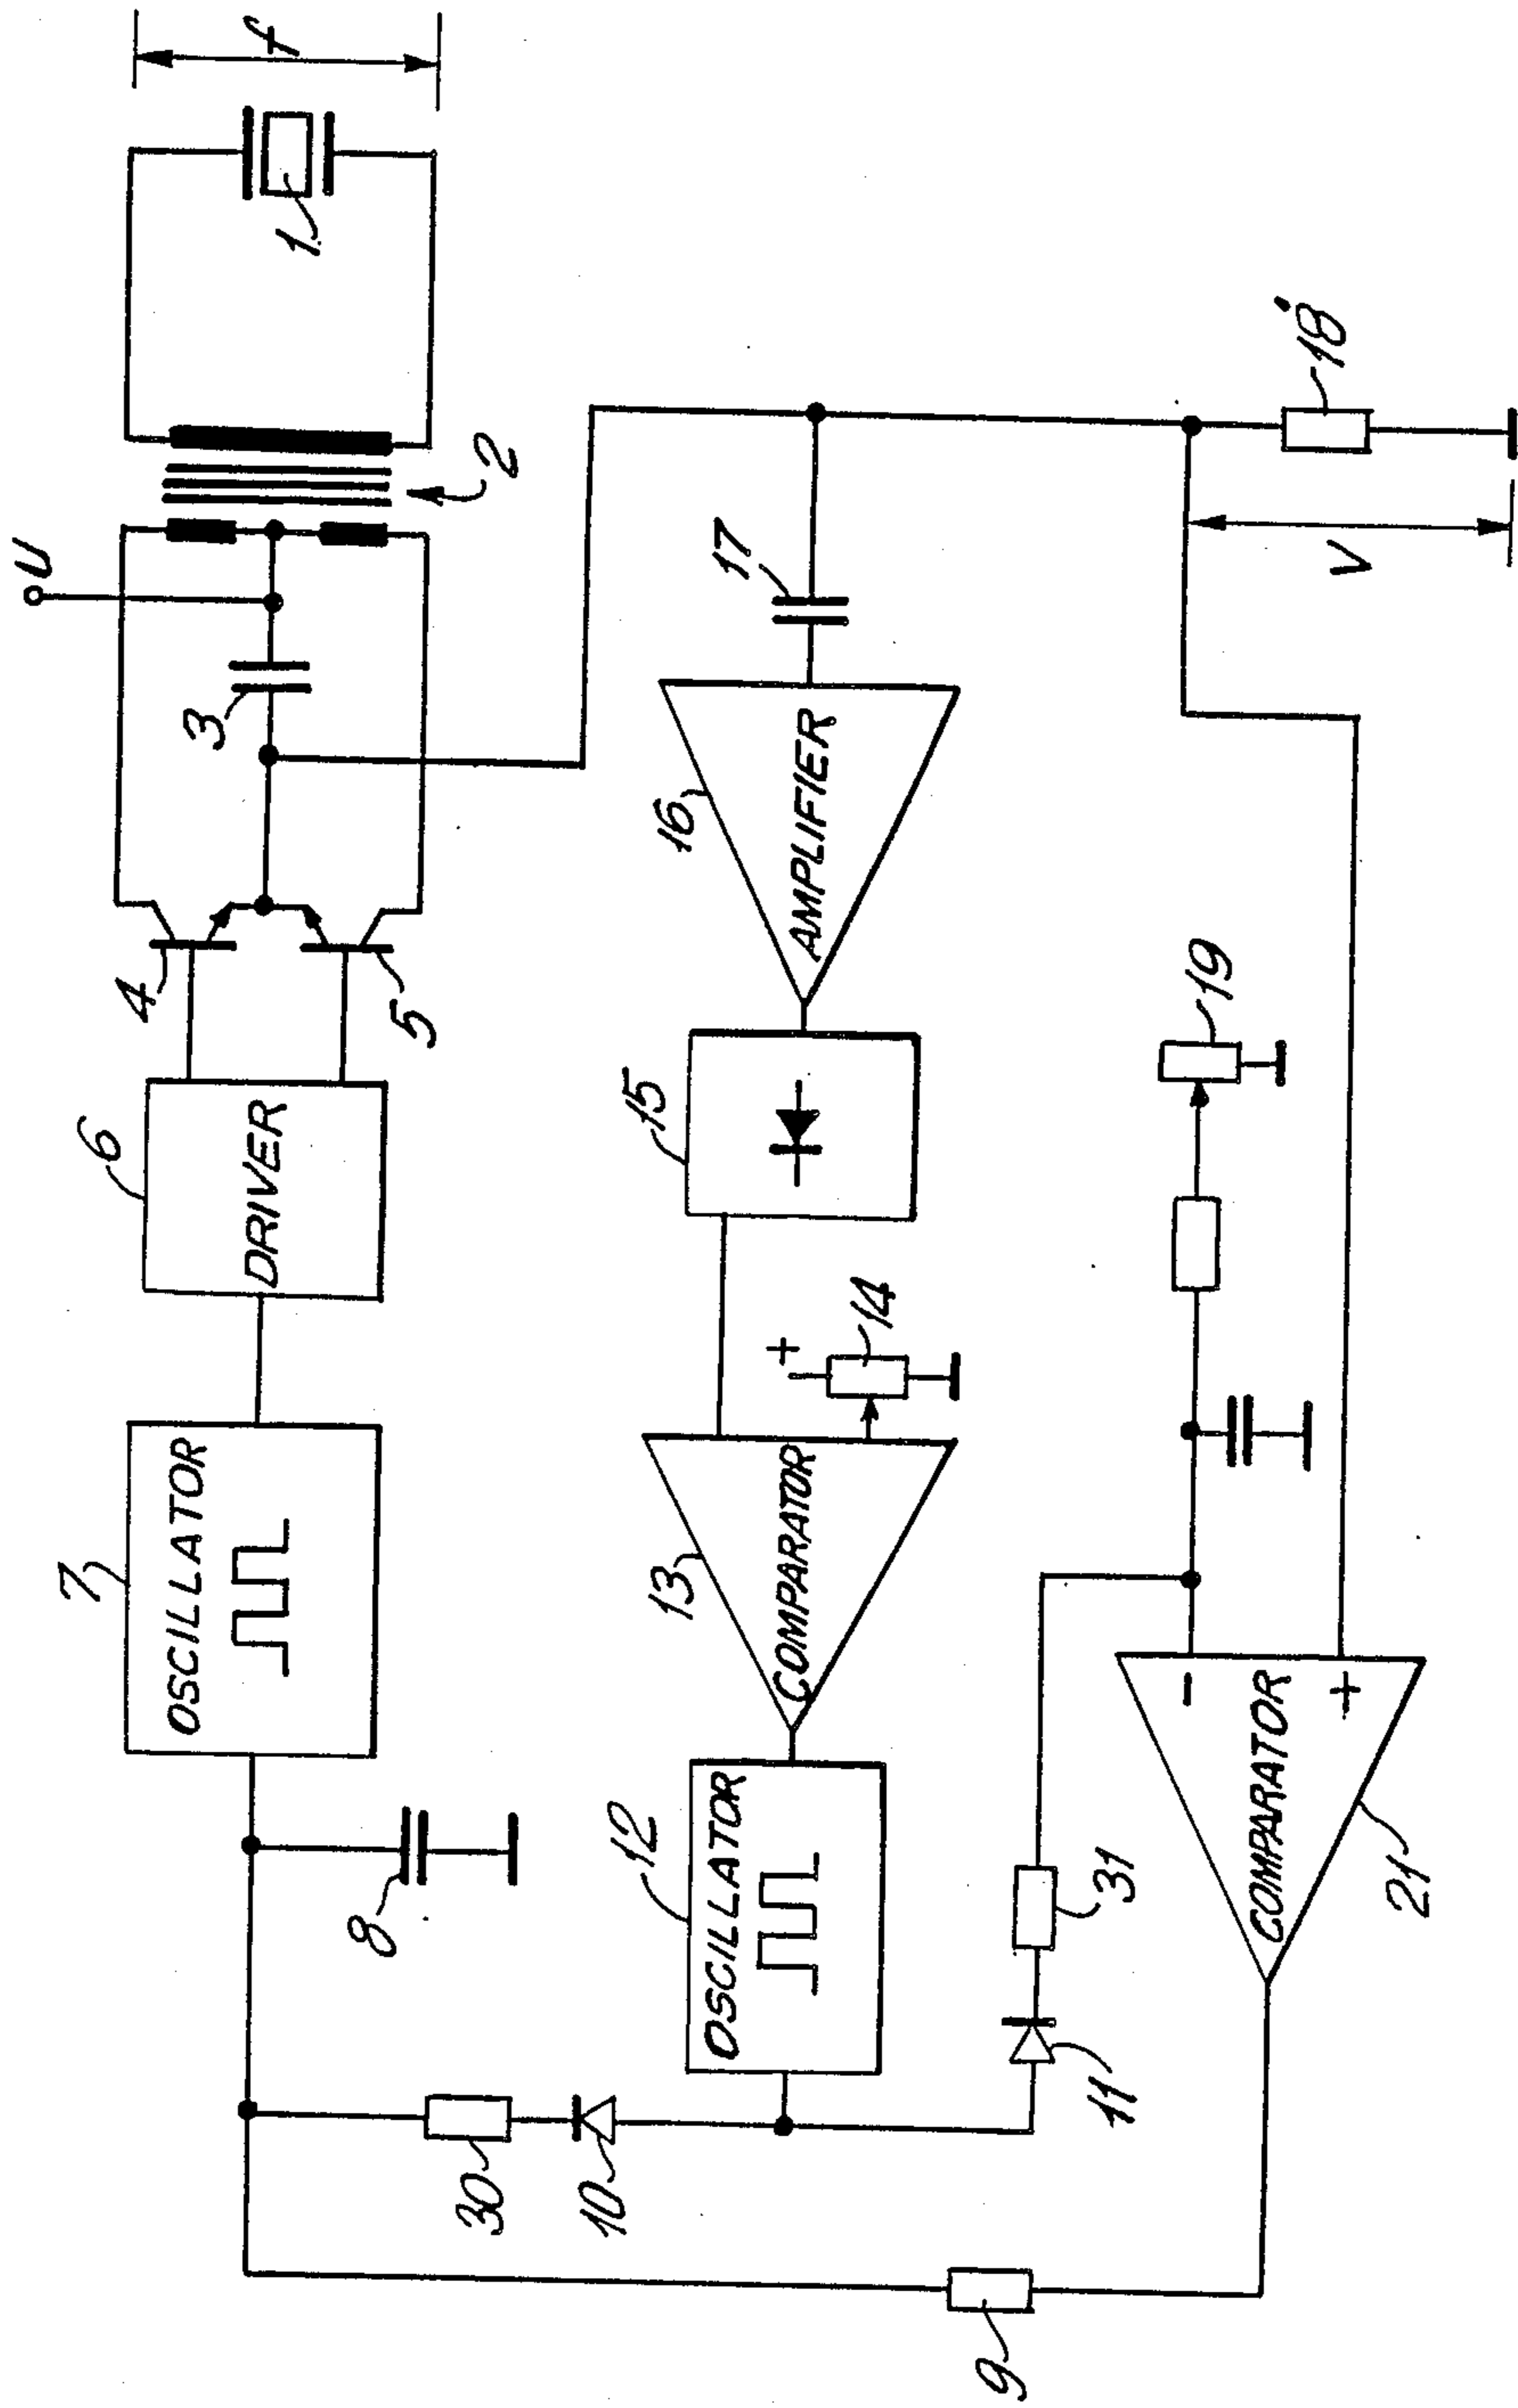 U
f
1
2
3
4
5
6
DRIVER
7
OSCILLATOR
8
17
16
AMPLIFIER
15
14
+
13
COMPARATOR
12
OSCILLATOR
30
10
18'
V
19
31
11
-
+
COMPARATOR
21
9